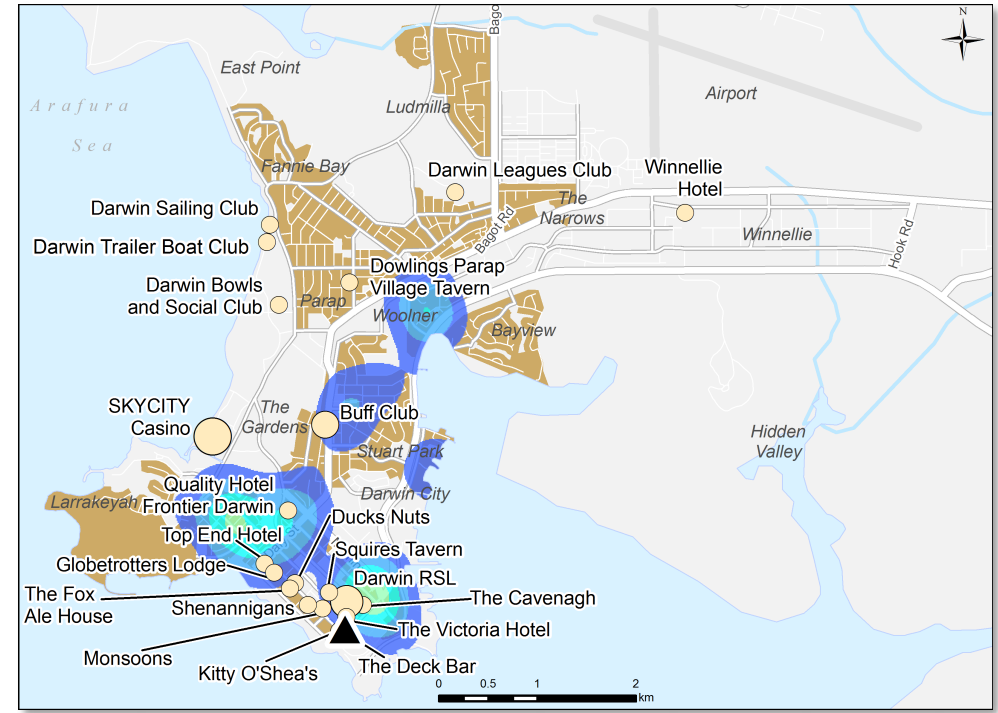 N
Bago
East Point
Airport
Arafura
Sea
Ludmilla
Fannie Bay
Darwin Leagues Club
Winnellie
Hotel
The
Narrows
Darwin Sailing Club
Bagot Rd
Winnellie
Hook Rd
Darwin Trailer Boat Club
Dowlings Parap
Village Tavern
Darwin Bowls
and Social Club
Parap
Woolner
Bayview
SKYCITY
Casino
The
Gardens
Buff Club
Stuart Park
Hidden
Valley
Quality Hotel
Frontier Darwin
Larrakeyah
Darwin City
Ducks Nuts
Top End Hotel
Squires Tavern
Globetrotters Lodge
Darwin RSL
The Fox
Ale House
Shenannigans
The Cavenagh
The Victoria Hotel
Monsoons
Kitty O'Shea's
The Deck Bar
0 0.5 1 2
km